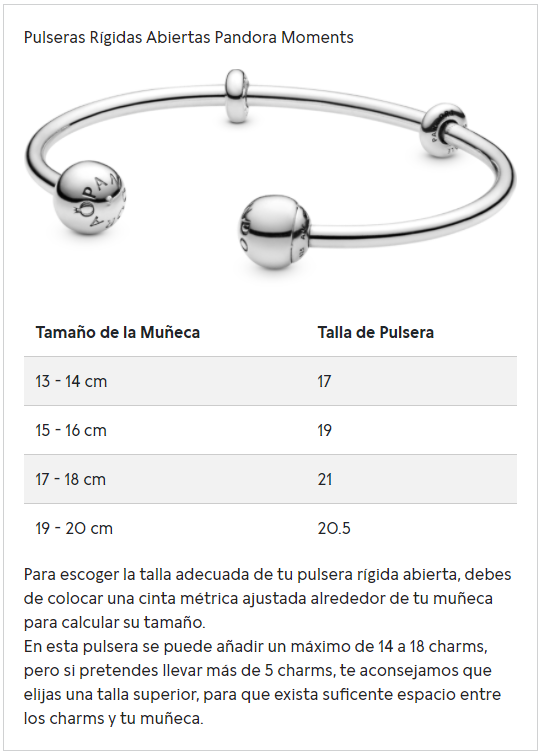 Pulseras Rígidas Abiertas Pandora Moments
Tamaño de la Muñeca Talla de Pulsera
13 - 14 cm 17
15 - 16 cm 19
17 - 18 cm 21
19 - 20 cm 20.5
Para escoger la talla adecuada de tu pulsera rígida abierta, debes
de colocar una cinta métrica ajustada alrededor de tu muñeca
para calcular su tamaño.
En esta pulsera se puede añadir un máximo de 14 a 18 charms,
pero si pretendes llevar más de 5 charms, te aconsejamos que
elijas una talla superior, para que exista suficente espacio entre
los charms y tu muñeca.